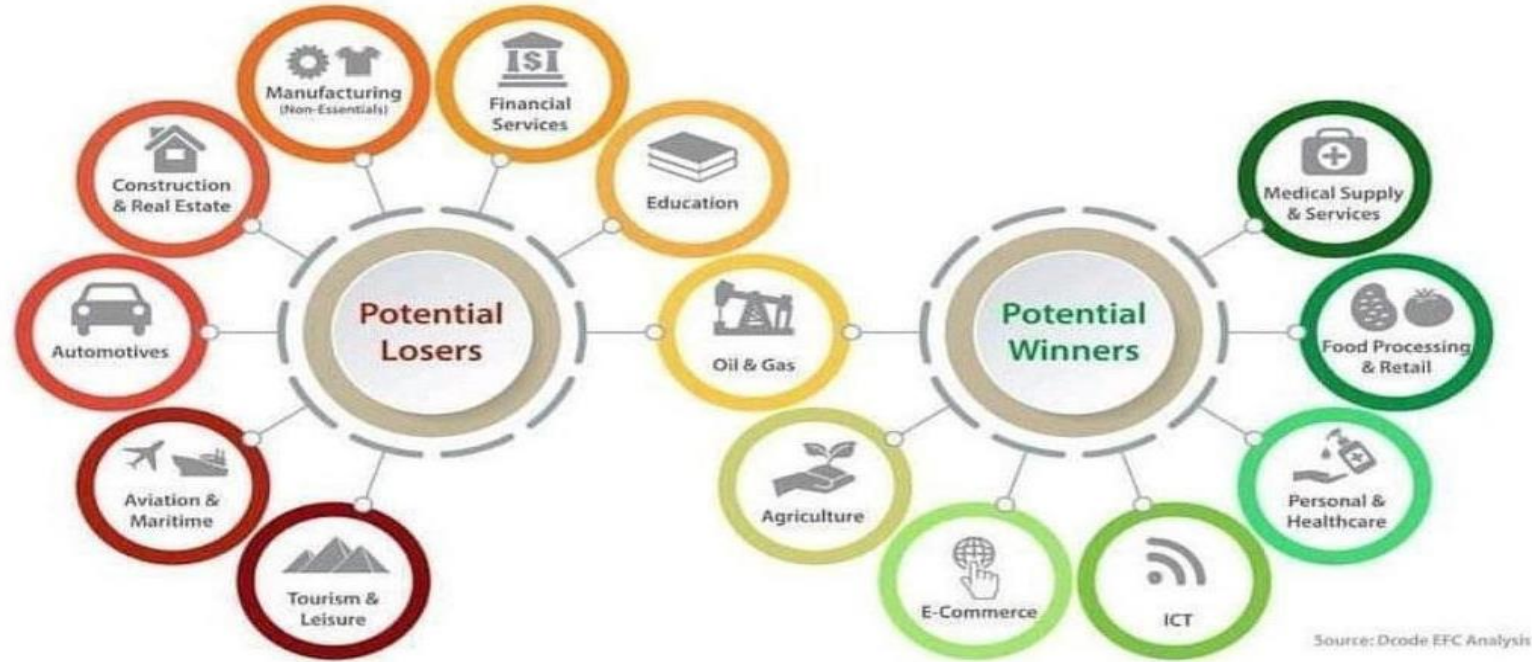 Manufacturing
(Non-Essentials)
Financial
Services
Construction
& Real Estate
Education
Medical Supply
& Services
Automotives
Potential
Losers
Oil & Gas
Potential
Winners
Food Processing
& Retail
Aviation &
Maritime
Agriculture
Personal &
Healthcare
Tourism &
Leisure
E-Commerce
ICT
Source: Dcode EFC Analysis